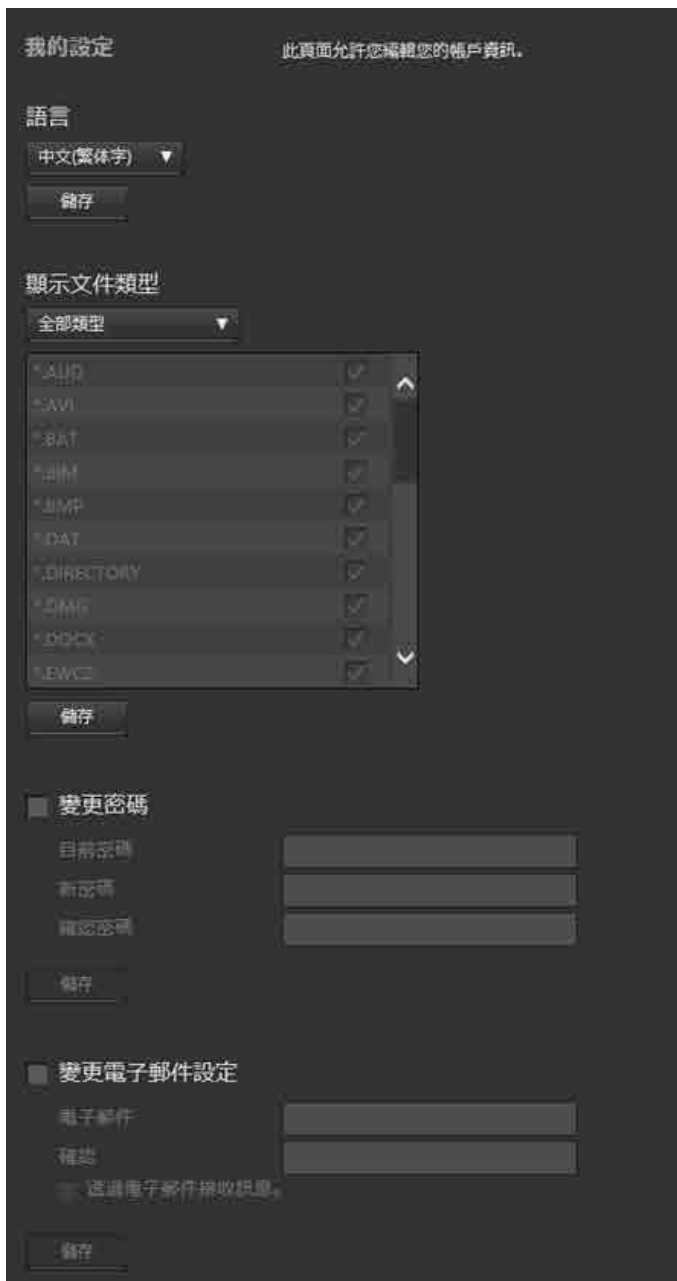 我的設定
此頁面允許您編輯您的帳戶資訊。
語言
中文(繁体字)
儲存
顯示文件類型
全部類型
*.AUD
*.AVI
*.BAT
*.BIM
*.BMP
*.DAT
*.DIRECTORY
*.DMG
*.DOCX
*.EWC2
儲存
變更密碼
目前密碼
新密碼
確認密碼
儲存
變更電子郵件設定
電子郵件
確認
透過電子郵件接收訊息。
儲存